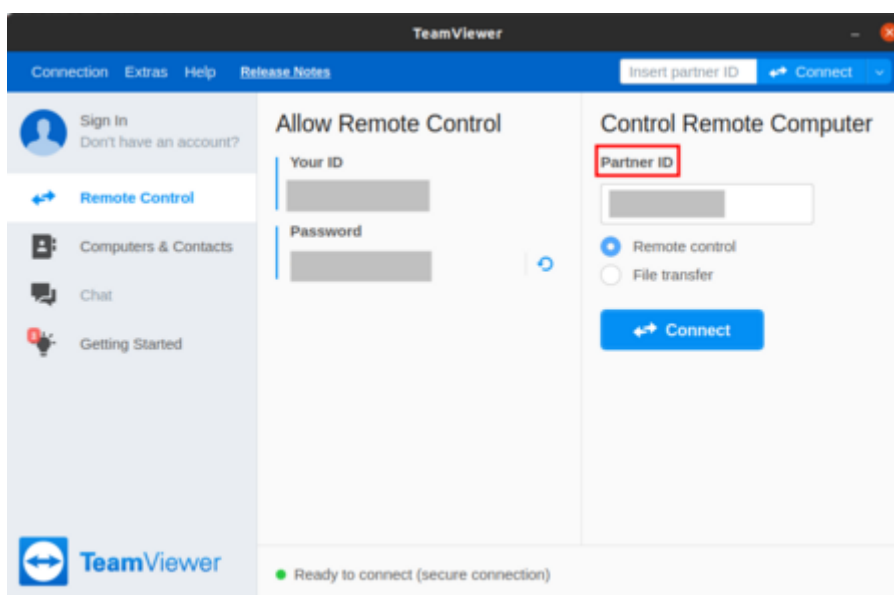 TeamViewer
Connection Extras Help Release Notes Insert partner ID Connect
Sign In
Don't have an account?
Remote Control
Computers & Contacts
Chat
Getting Started
TeamViewer
Allow Remote Control
Your ID
Password
Control Remote Computer
Partner ID
Remote control
File transfer
Connect
Ready to connect (secure connection)